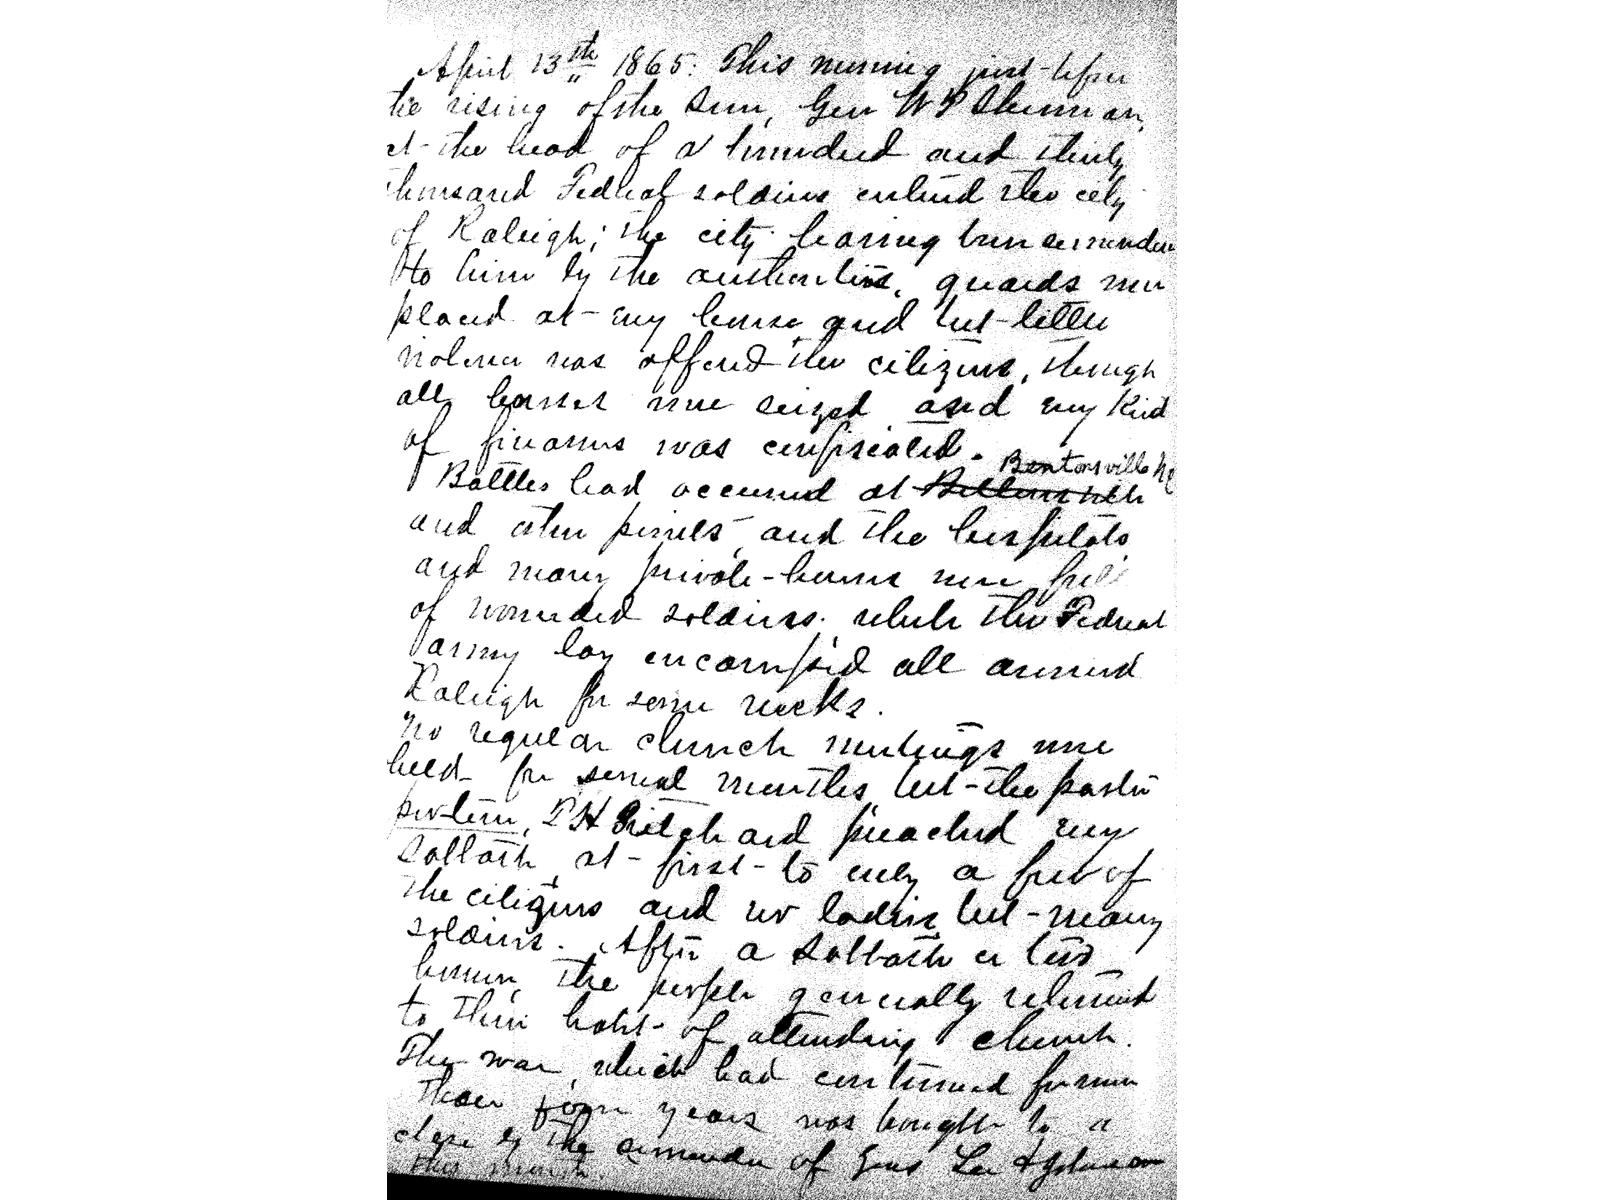 April 13th 1865: This morning just before
the rising of the Sun, Gen W T Sherman,
at the head of a hundred and thirty
thousand Federal soldiers entered the city
of Raleigh; the city having been surrendered
to him by the authorities. guards were
placed at every house and but little
violence was offered the citizens, though
all horses were seized and every kind
of firearms was confiscated.
Battles had occurred at Bentonsville NC
and other points, and the hospitals
and many private houses were full
of wounded soldiers, while the Federal
army lay encamped all around
Raleigh for some weeks.
No regular church meetings were
held for several months, but the pastor
pro-tem, T H Pritchard preached every
Sabbath, at first to only a few of
the citizens and no ladies, but many
soldiers. After a Sabbath or two
however, the people generally returned
to their habit of attending church.
The war, which had continued for more
than four years was brought to a
close by the surrender of Gens Lee & Johnston
this month.